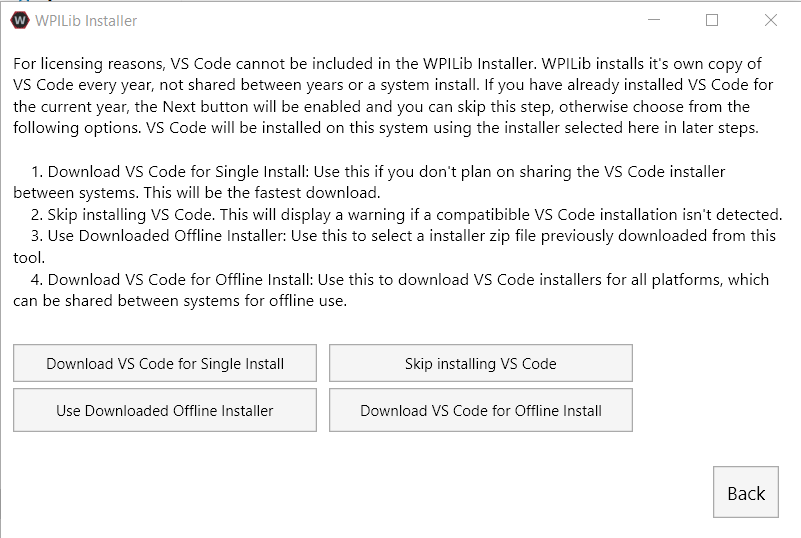 WPILib Installer
For licensing reasons, VS Code cannot be included in the WPILib Installer. WPILib installs it's own copy of
VS Code every year, not shared between years or a system install. If you have already installed VS Code for
the current year, the Next button will be enabled and you can skip this step, otherwise choose from the
following options. VS Code will be installed on this system using the installer selected here in later steps.
1. Download VS Code for Single Install: Use this if you don't plan on sharing the VS Code installer
between systems. This will be the fastest download.
2. Skip installing VS Code. This will display a warning if a compatibible VS Code installation isn't detected.
3. Use Downloaded Offline Installer: Use this to select a installer zip file previously downloaded from this
tool.
4. Download VS Code for Offline Install: Use this to download VS Code installers for all platforms, which
can be shared between systems for offline use.
Download VS Code for Single Install
Skip installing VS Code
Use Downloaded Offline Installer
Download VS Code for Offline Install
Back